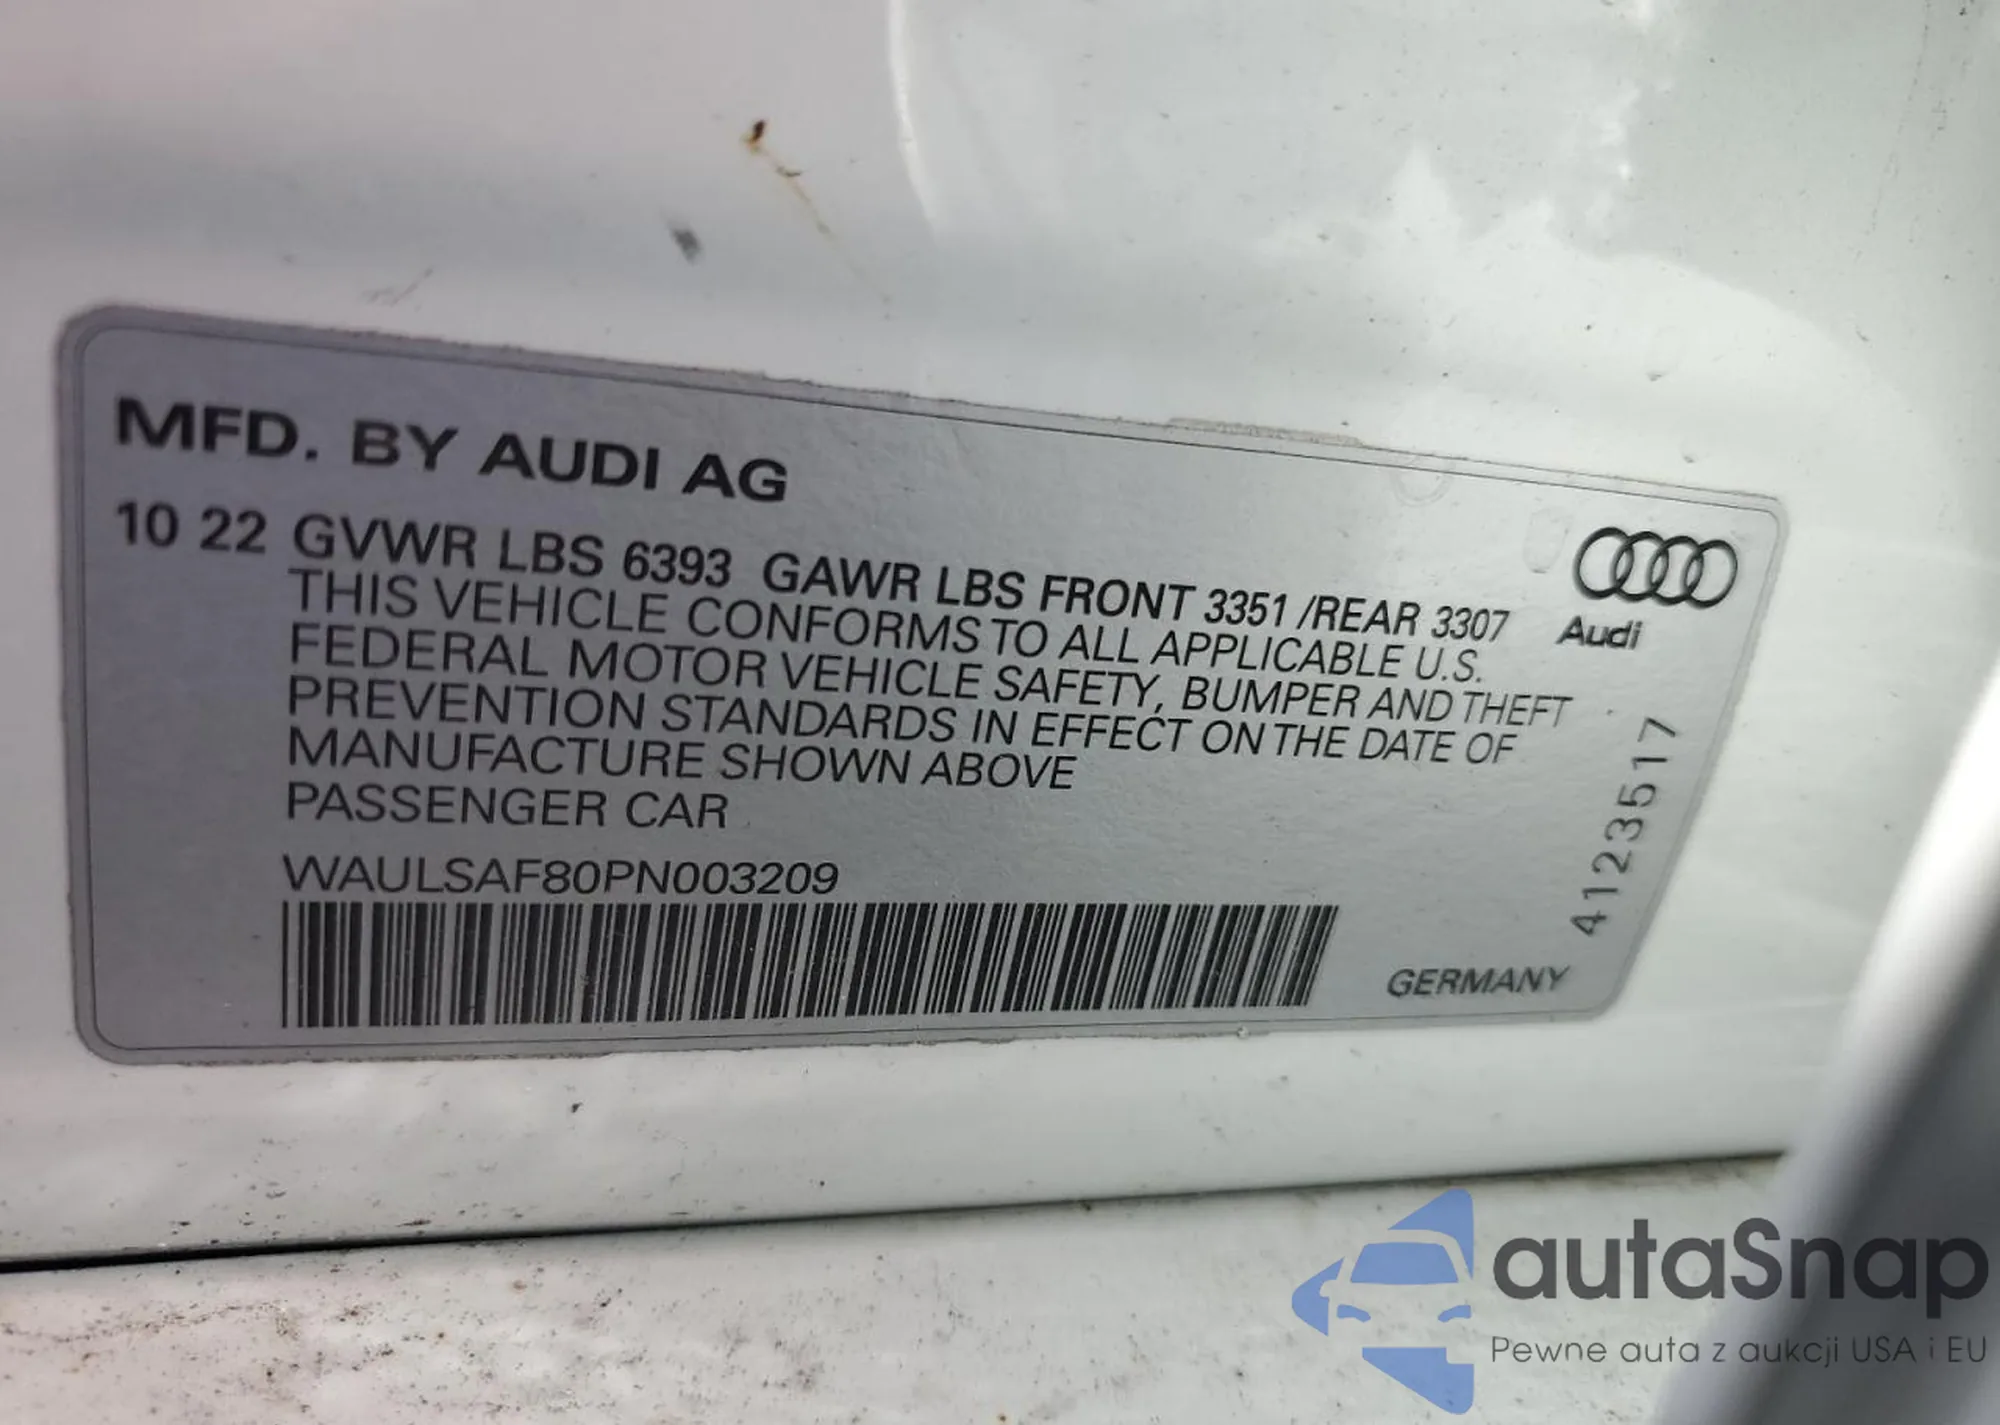 MFD. BY AUDI AG
10 22 GVWR LBS 6393 GAWR LBS FRONT 3351 /REAR 3307
THIS VEHICLE CONFORMS TO ALL APPLICABLE U.S.
FEDERAL MOTOR VEHICLE SAFETY, BUMPER AND THEFT
PREVENTION STANDARDS IN EFFECT ON THE DATE OF
MANUFACTURE SHOWN ABOVE
PASSENGER CAR
WAULSAF80PN003209
Audi
4123517
GERMANY
autaSnap
Pewne auta z aukcji USA i EU